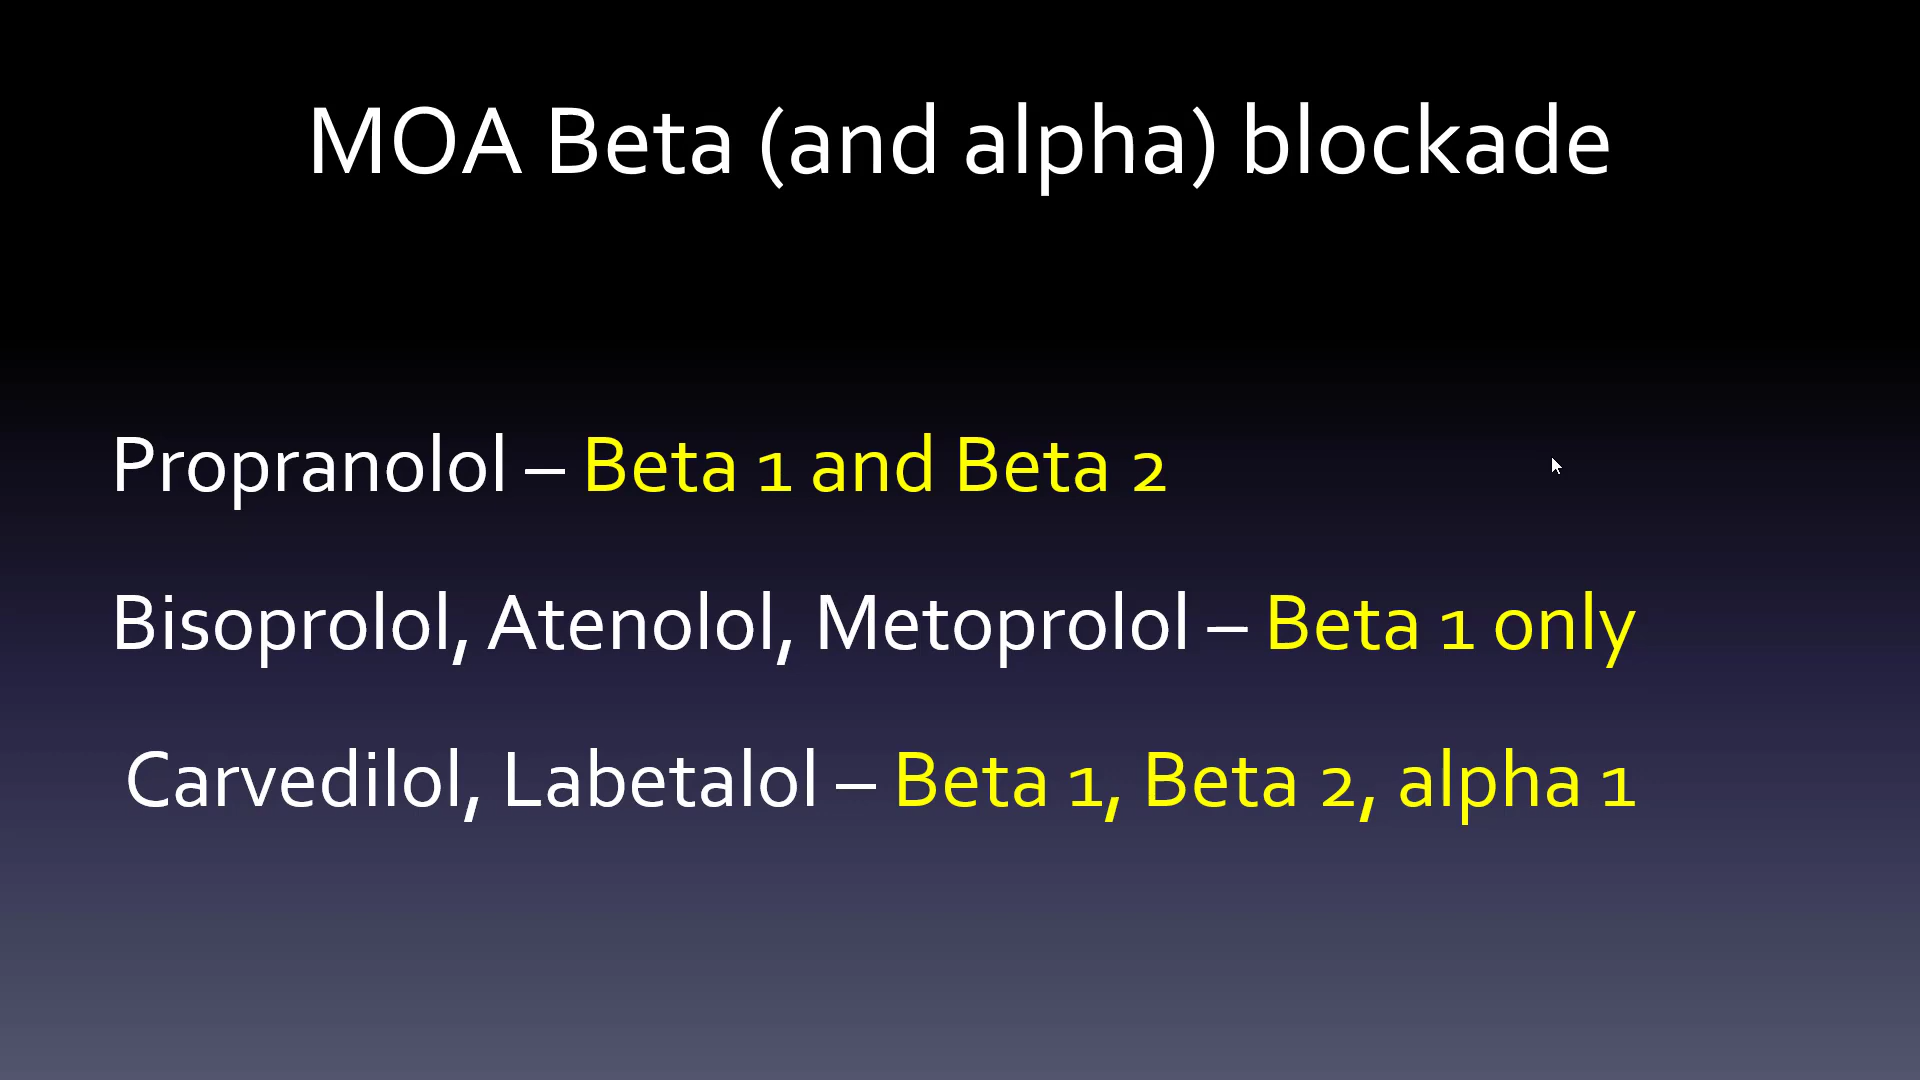 MOA Beta (and alpha) blockade
Propranolol – Beta 1 and Beta 2
Bisoprolol, Atenolol, Metoprolol – Beta 1 only
Carvedilol, Labetalol – Beta 1, Beta 2, alpha 1